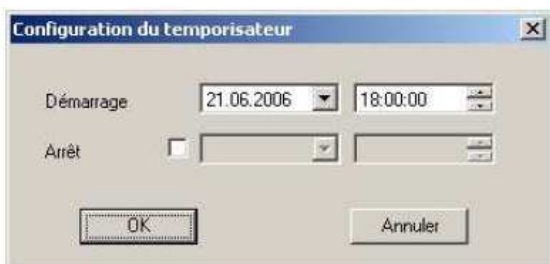 Configuration du temporisateur
Démarrage 21.06.2006 18:00:00
Arrêt
OK Annuler